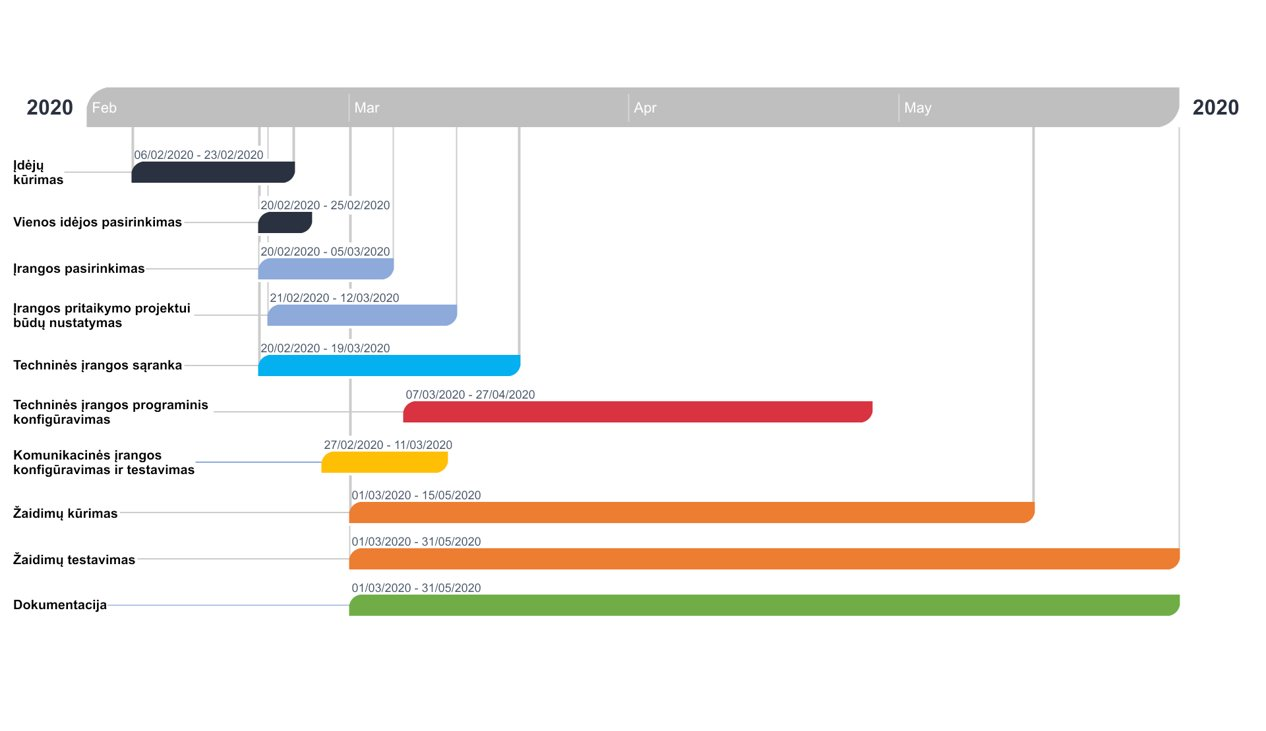 2020
Feb
Mar
Apr
May
2020
06/02/2020 - 23/02/2020
Įdėjų
kūrimas
20/02/2020 - 25/02/2020
Vienos idėjos pasirinkimas
20/02/2020 - 05/03/2020
Įrangos pasirinkimas
21/02/2020 - 12/03/2020
Įrangos pritaikymo projektui
būdų nustatymas
20/02/2020 - 19/03/2020
Techninės įrangos sąranka
07/03/2020 - 27/04/2020
Techninės įrangos programinis
konfigūravimas
27/02/2020 - 11/03/2020
Komunikacinės įrangos
konfigūravimas ir testavimas
01/03/2020 - 15/05/2020
Žaidimų kūrimas
01/03/2020 - 31/05/2020
Žaidimų testavimas
01/03/2020 - 31/05/2020
Dokumentacija